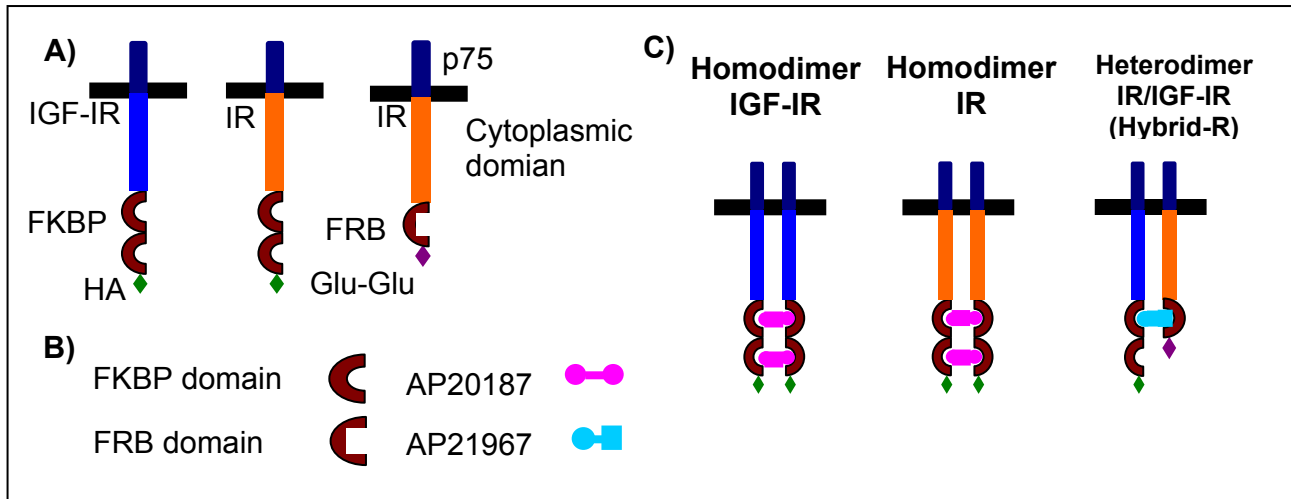 A)
p75
IGF-IR
IR
IR
Cytoplasmic
domian
FKBP
FRB
HA
Glu-Glu
B)
FKBP domain
AP20187
FRB domain
AP21967
C)
Homodimer
IGF-IR
Homodimer
IR
Heterodimer
IR/IGF-IR
(Hybrid-R)